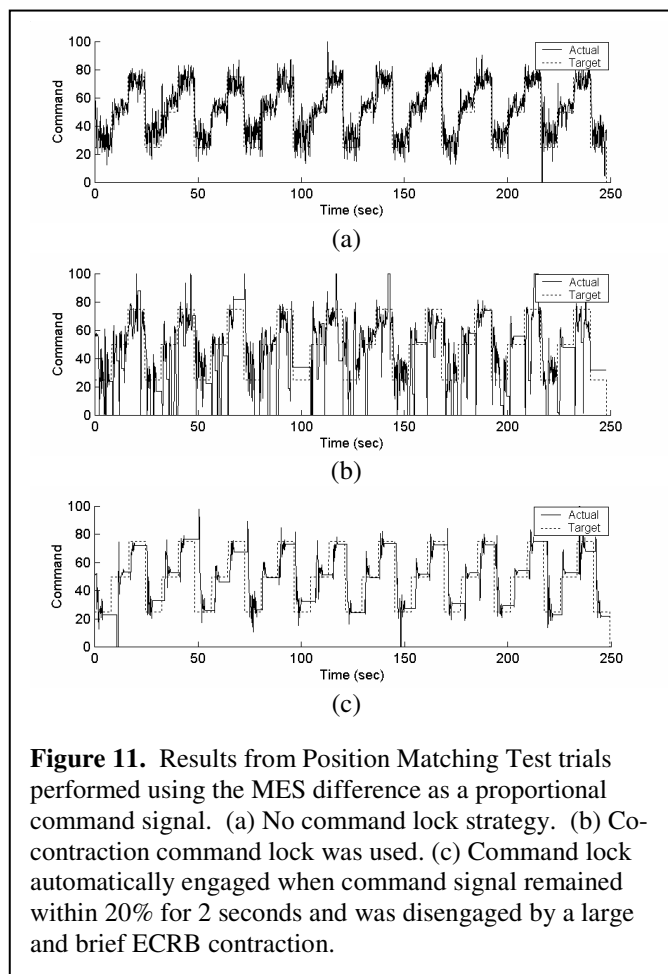 100
80
60
40
20
0
Command
Actual
Target
0 50 100 150 200 250
Time (sec)
(a)
100
80
60
40
20
0
Command
Actual
Target
0 50 100 150 200 250
Time (sec)
(b)
100
80
60
40
20
0
Command
Actual
Target
0 50 100 150 200 250
Time (sec)
(c)
Figure 11. Results from Position Matching Test trials
performed using the MES difference as a proportional
command signal. (a) No command lock strategy. (b) Co-
contraction command lock was used. (c) Command lock
automatically engaged when command signal remained
within 20% for 2 seconds and was disengaged by a large
and brief ECRB contraction.